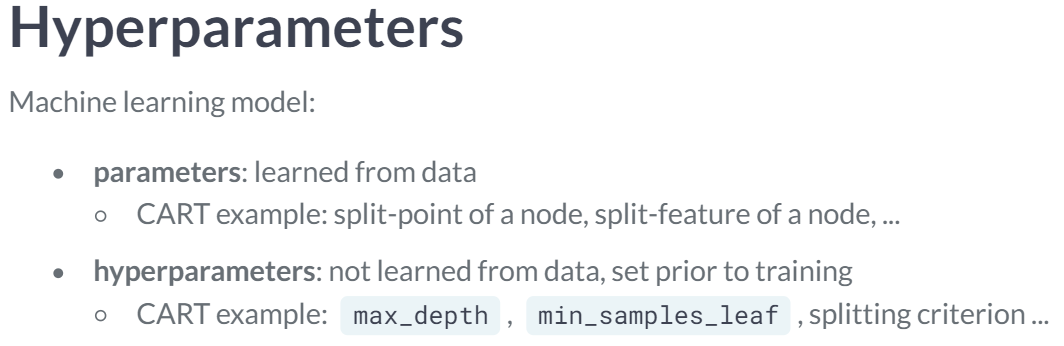 Hyperparameters
Machine learning model:
• parameters: learned from data
○ CART example: split-point of a node, split-feature of a node, ...
• hyperparameters: not learned from data, set prior to training
○ CART example: max_depth , min_samples_leaf , splitting criterion ...